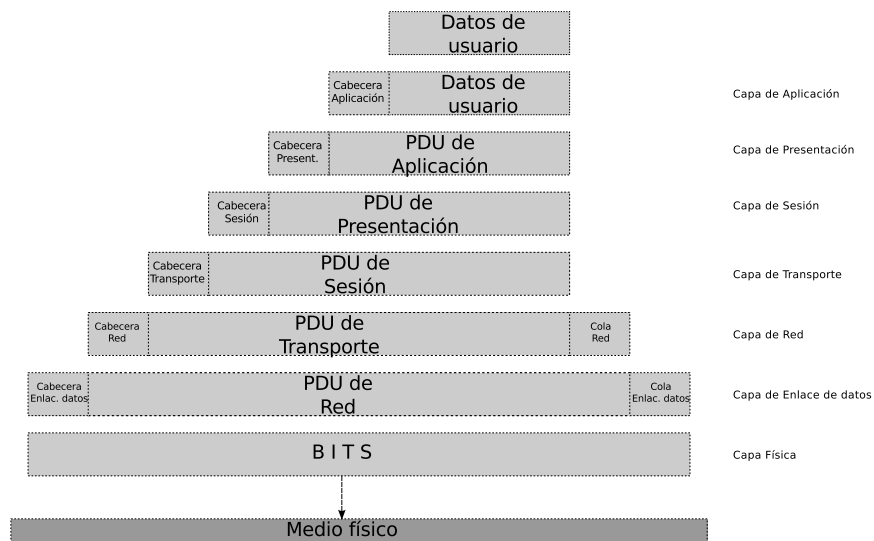 Datos de
usuario
Cabecera
Aplicación
Datos de
usuario
Capa de Aplicación
Cabecera
Present.
PDU de
Aplicación
Capa de Presentación
Cabecera
Sesión
PDU de
Presentación
Capa de Sesión
Cabecera
Transporte
PDU de
Sesión
Capa de Transporte
Cabecera
Red
PDU de
Transporte
Cola
Red
Capa de Red
Cabecera
Enlac. datos
PDU de
Red
Cola
Enlac. datos
Capa de Enlace de datos
B I T S
Capa Física
Medio físico